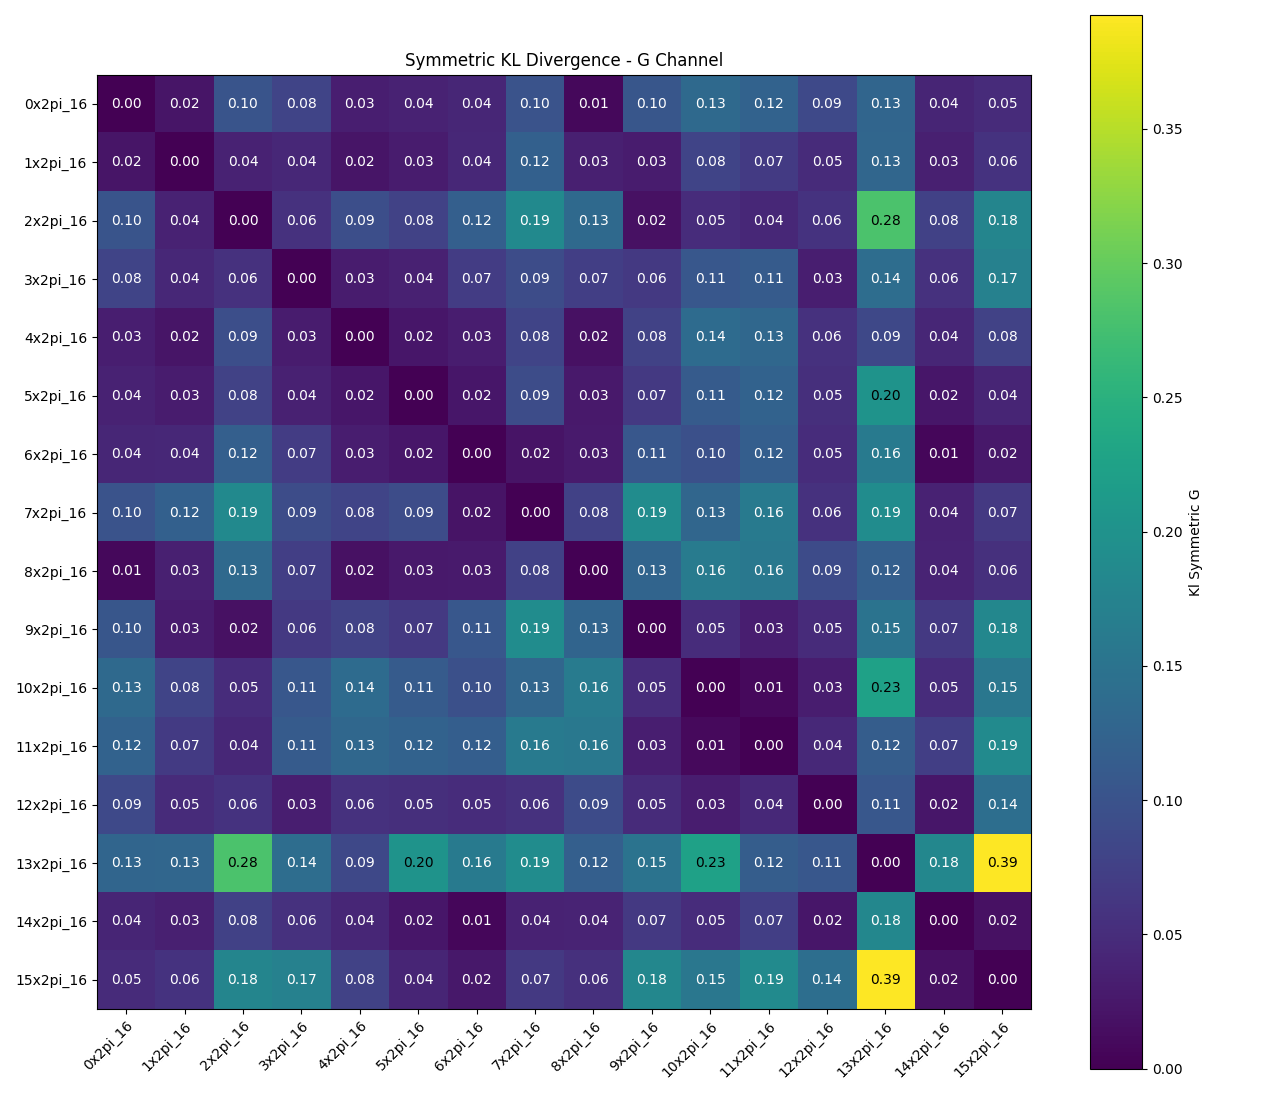 Symmetric KL Divergence - G Channel
0x2pi_16 0.00 0.02 0.10 0.08 0.03 0.04 0.04 0.10 0.01 0.10 0.13 0.12 0.09 0.13 0.04 0.05
1x2pi_16 0.02 0.00 0.04 0.04 0.02 0.03 0.04 0.12 0.03 0.03 0.08 0.07 0.05 0.13 0.03 0.06
2x2pi_16 0.10 0.04 0.00 0.06 0.09 0.08 0.12 0.19 0.13 0.02 0.05 0.04 0.06 0.28 0.08 0.18
3x2pi_16 0.08 0.04 0.06 0.00 0.03 0.04 0.07 0.09 0.07 0.06 0.11 0.11 0.03 0.14 0.06 0.17
4x2pi_16 0.03 0.02 0.09 0.03 0.00 0.02 0.03 0.08 0.02 0.08 0.14 0.13 0.06 0.09 0.04 0.08
5x2pi_16 0.04 0.03 0.08 0.04 0.02 0.00 0.02 0.09 0.03 0.07 0.11 0.12 0.05 0.20 0.02 0.04
6x2pi_16 0.04 0.04 0.12 0.07 0.03 0.02 0.00 0.02 0.03 0.11 0.10 0.12 0.05 0.16 0.01 0.02
7x2pi_16 0.10 0.12 0.19 0.09 0.08 0.09 0.02 0.00 0.08 0.19 0.13 0.16 0.06 0.19 0.04 0.07
8x2pi_16 0.01 0.03 0.13 0.07 0.02 0.03 0.03 0.08 0.00 0.13 0.16 0.16 0.09 0.12 0.04 0.06
9x2pi_16 0.10 0.03 0.02 0.06 0.08 0.07 0.11 0.19 0.13 0.00 0.05 0.03 0.05 0.15 0.07 0.18
10x2pi_16 0.13 0.08 0.05 0.11 0.14 0.11 0.10 0.13 0.16 0.05 0.00 0.01 0.03 0.23 0.05 0.15
11x2pi_16 0.12 0.07 0.04 0.11 0.13 0.12 0.12 0.16 0.16 0.03 0.01 0.00 0.04 0.12 0.07 0.19
12x2pi_16 0.09 0.05 0.06 0.03 0.06 0.05 0.05 0.06 0.09 0.05 0.03 0.04 0.00 0.11 0.02 0.14
13x2pi_16 0.13 0.13 0.28 0.14 0.09 0.20 0.16 0.19 0.12 0.15 0.23 0.12 0.11 0.00 0.18 0.39
14x2pi_16 0.04 0.03 0.08 0.06 0.04 0.02 0.01 0.04 0.04 0.07 0.05 0.07 0.02 0.18 0.00 0.02
15x2pi_16 0.05 0.06 0.18 0.17 0.08 0.04 0.02 0.07 0.06 0.18 0.15 0.19 0.14 0.39 0.02 0.00
0x2pi_16 1x2pi_16 2x2pi_16 3x2pi_16 4x2pi_16 5x2pi_16 6x2pi_16 7x2pi_16 8x2pi_16 9x2pi_16 10x2pi_16 11x2pi_16 12x2pi_16 13x2pi_16 14x2pi_16 15x2pi_16
0.35
0.30
0.25
0.20
0.15
0.10
0.05
0.00
Kl Symmetric G